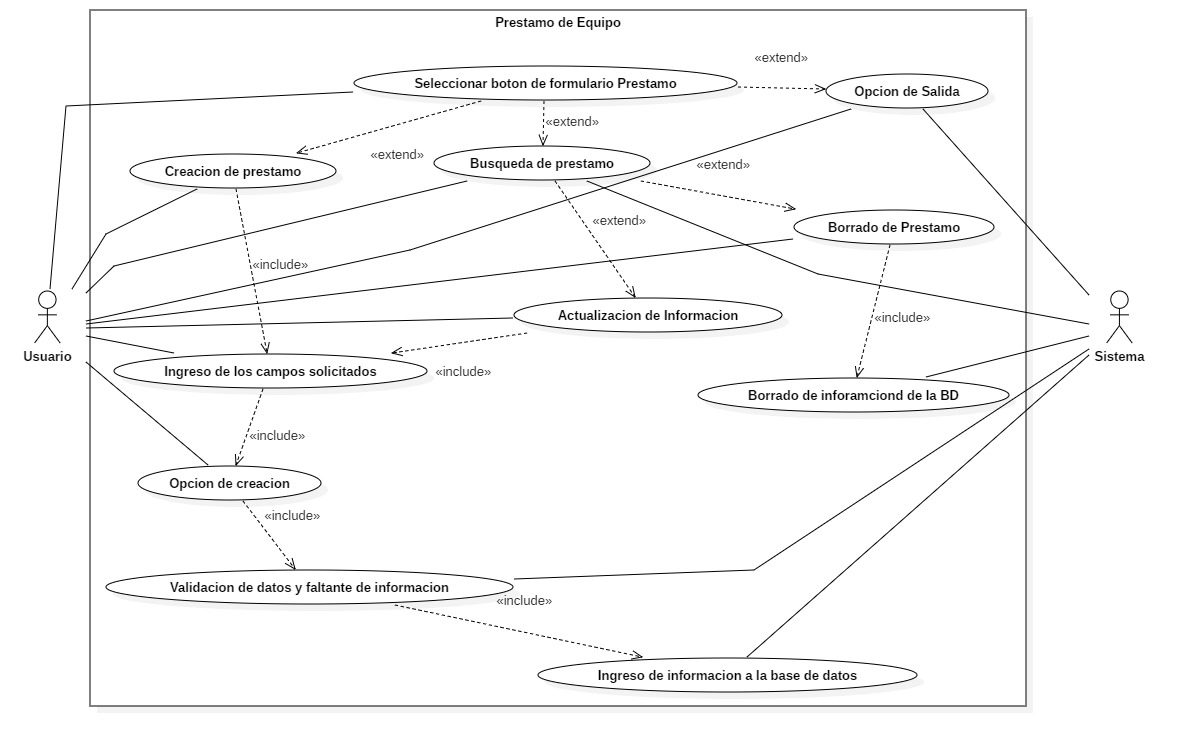 Prestamo de Equipo
«extend»
Seleccionar boton de formulario Prestamo
Opcion de Salida
«extend»
«extend»
Creacion de prestamo
Busqueda de prestamo
«extend»
«extend»
Borrado de Prestamo
«include»
Actualizacion de Informacion
«include»
Usuario
Sistema
Ingreso de los campos solicitados
«include»
Borrado de inforamciond de la BD
«include»
Opcion de creacion
«include»
Validacion de datos y faltante de informacion
«include»
Ingreso de informacion a la base de datos